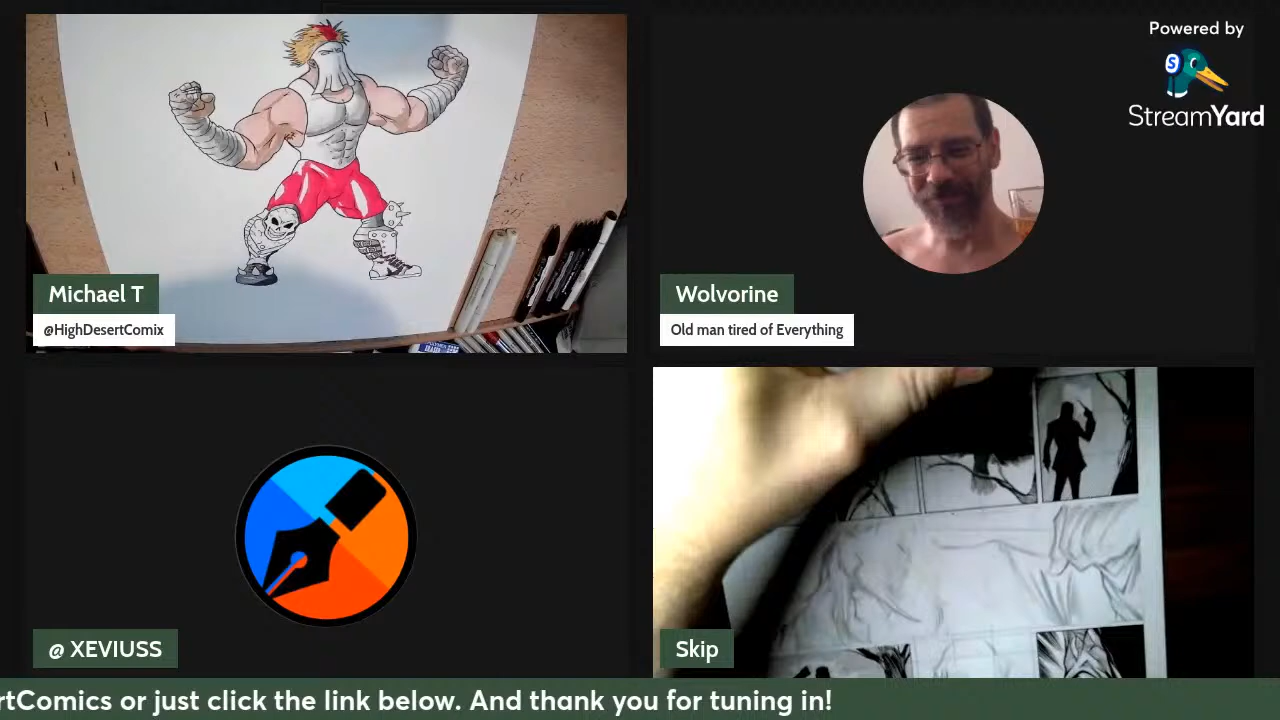 Powered by
StreamYard
Michael T
@HighDesertComix
Wolvorine
Old man tired of Everything
@ XEVIUSS
Skip
rtComics or just click the link below. And thank you for tuning in!